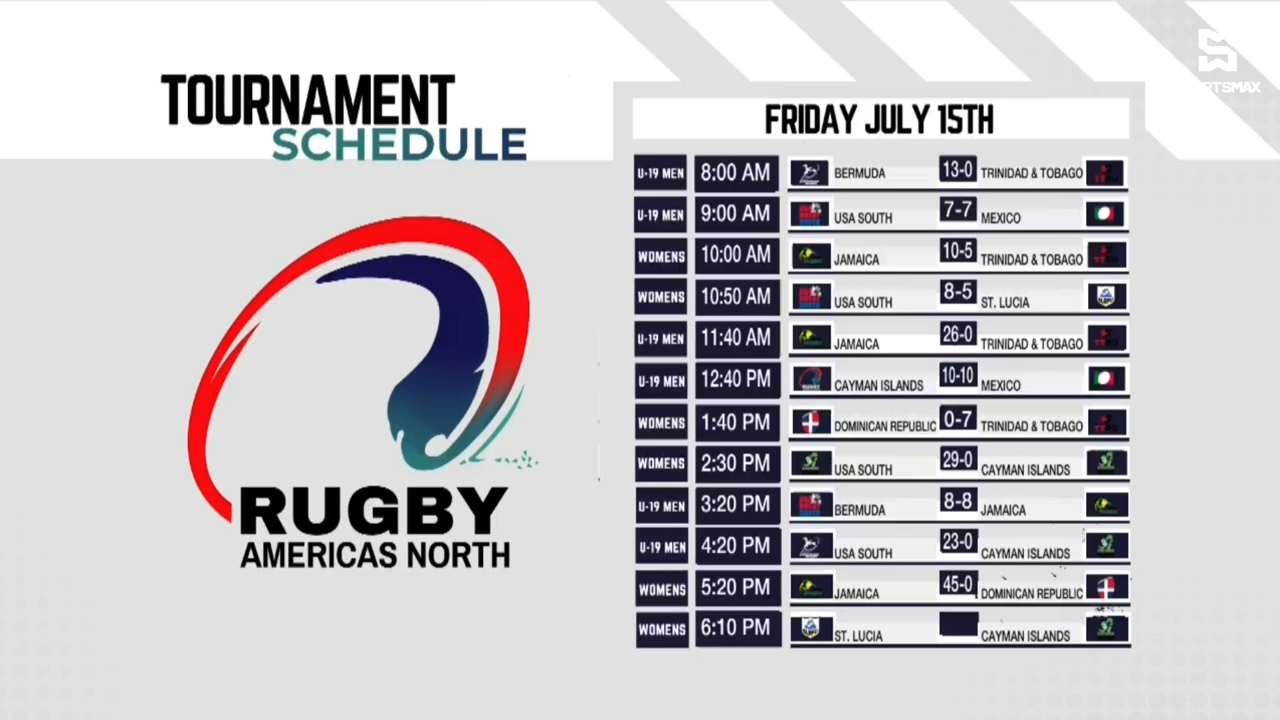 TOURNAMENT
SCHEDULE
RUGBY
AMERICAS NORTH
RTSMAX
FRIDAY JULY 15TH
U-19 MEN 8:00 AM BERMUDA 13-0 TRINIDAD & TOBAGO
U-19 MEN 9:00 AM USA SOUTH 7-7 MEXICO
WOMENS 10:00 AM JAMAICA 10-5 TRINIDAD & TOBAGO
WOMENS 10:50 AM USA SOUTH 8-5 ST. LUCIA
U-19 MEN 11:40 AM JAMAICA 26-0 TRINIDAD & TOBAGO
U-19 MEN 12:40 PM CAYMAN ISLANDS 10-10 MEXICO
WOMENS 1:40 PM DOMINICAN REPUBLIC 0-7 TRINIDAD & TOBAGO
WOMENS 2:30 PM USA SOUTH 29-0 CAYMAN ISLANDS
U-19 MEN 3:20 PM BERMUDA 8-8 JAMAICA
U-19 MEN 4:20 PM USA SOUTH 23-0 CAYMAN ISLANDS
WOMENS 5:20 PM JAMAICA 45-0 DOMINICAN REPUBLIC
WOMENS 6:10 PM ST. LUCIA CAYMAN ISLANDS